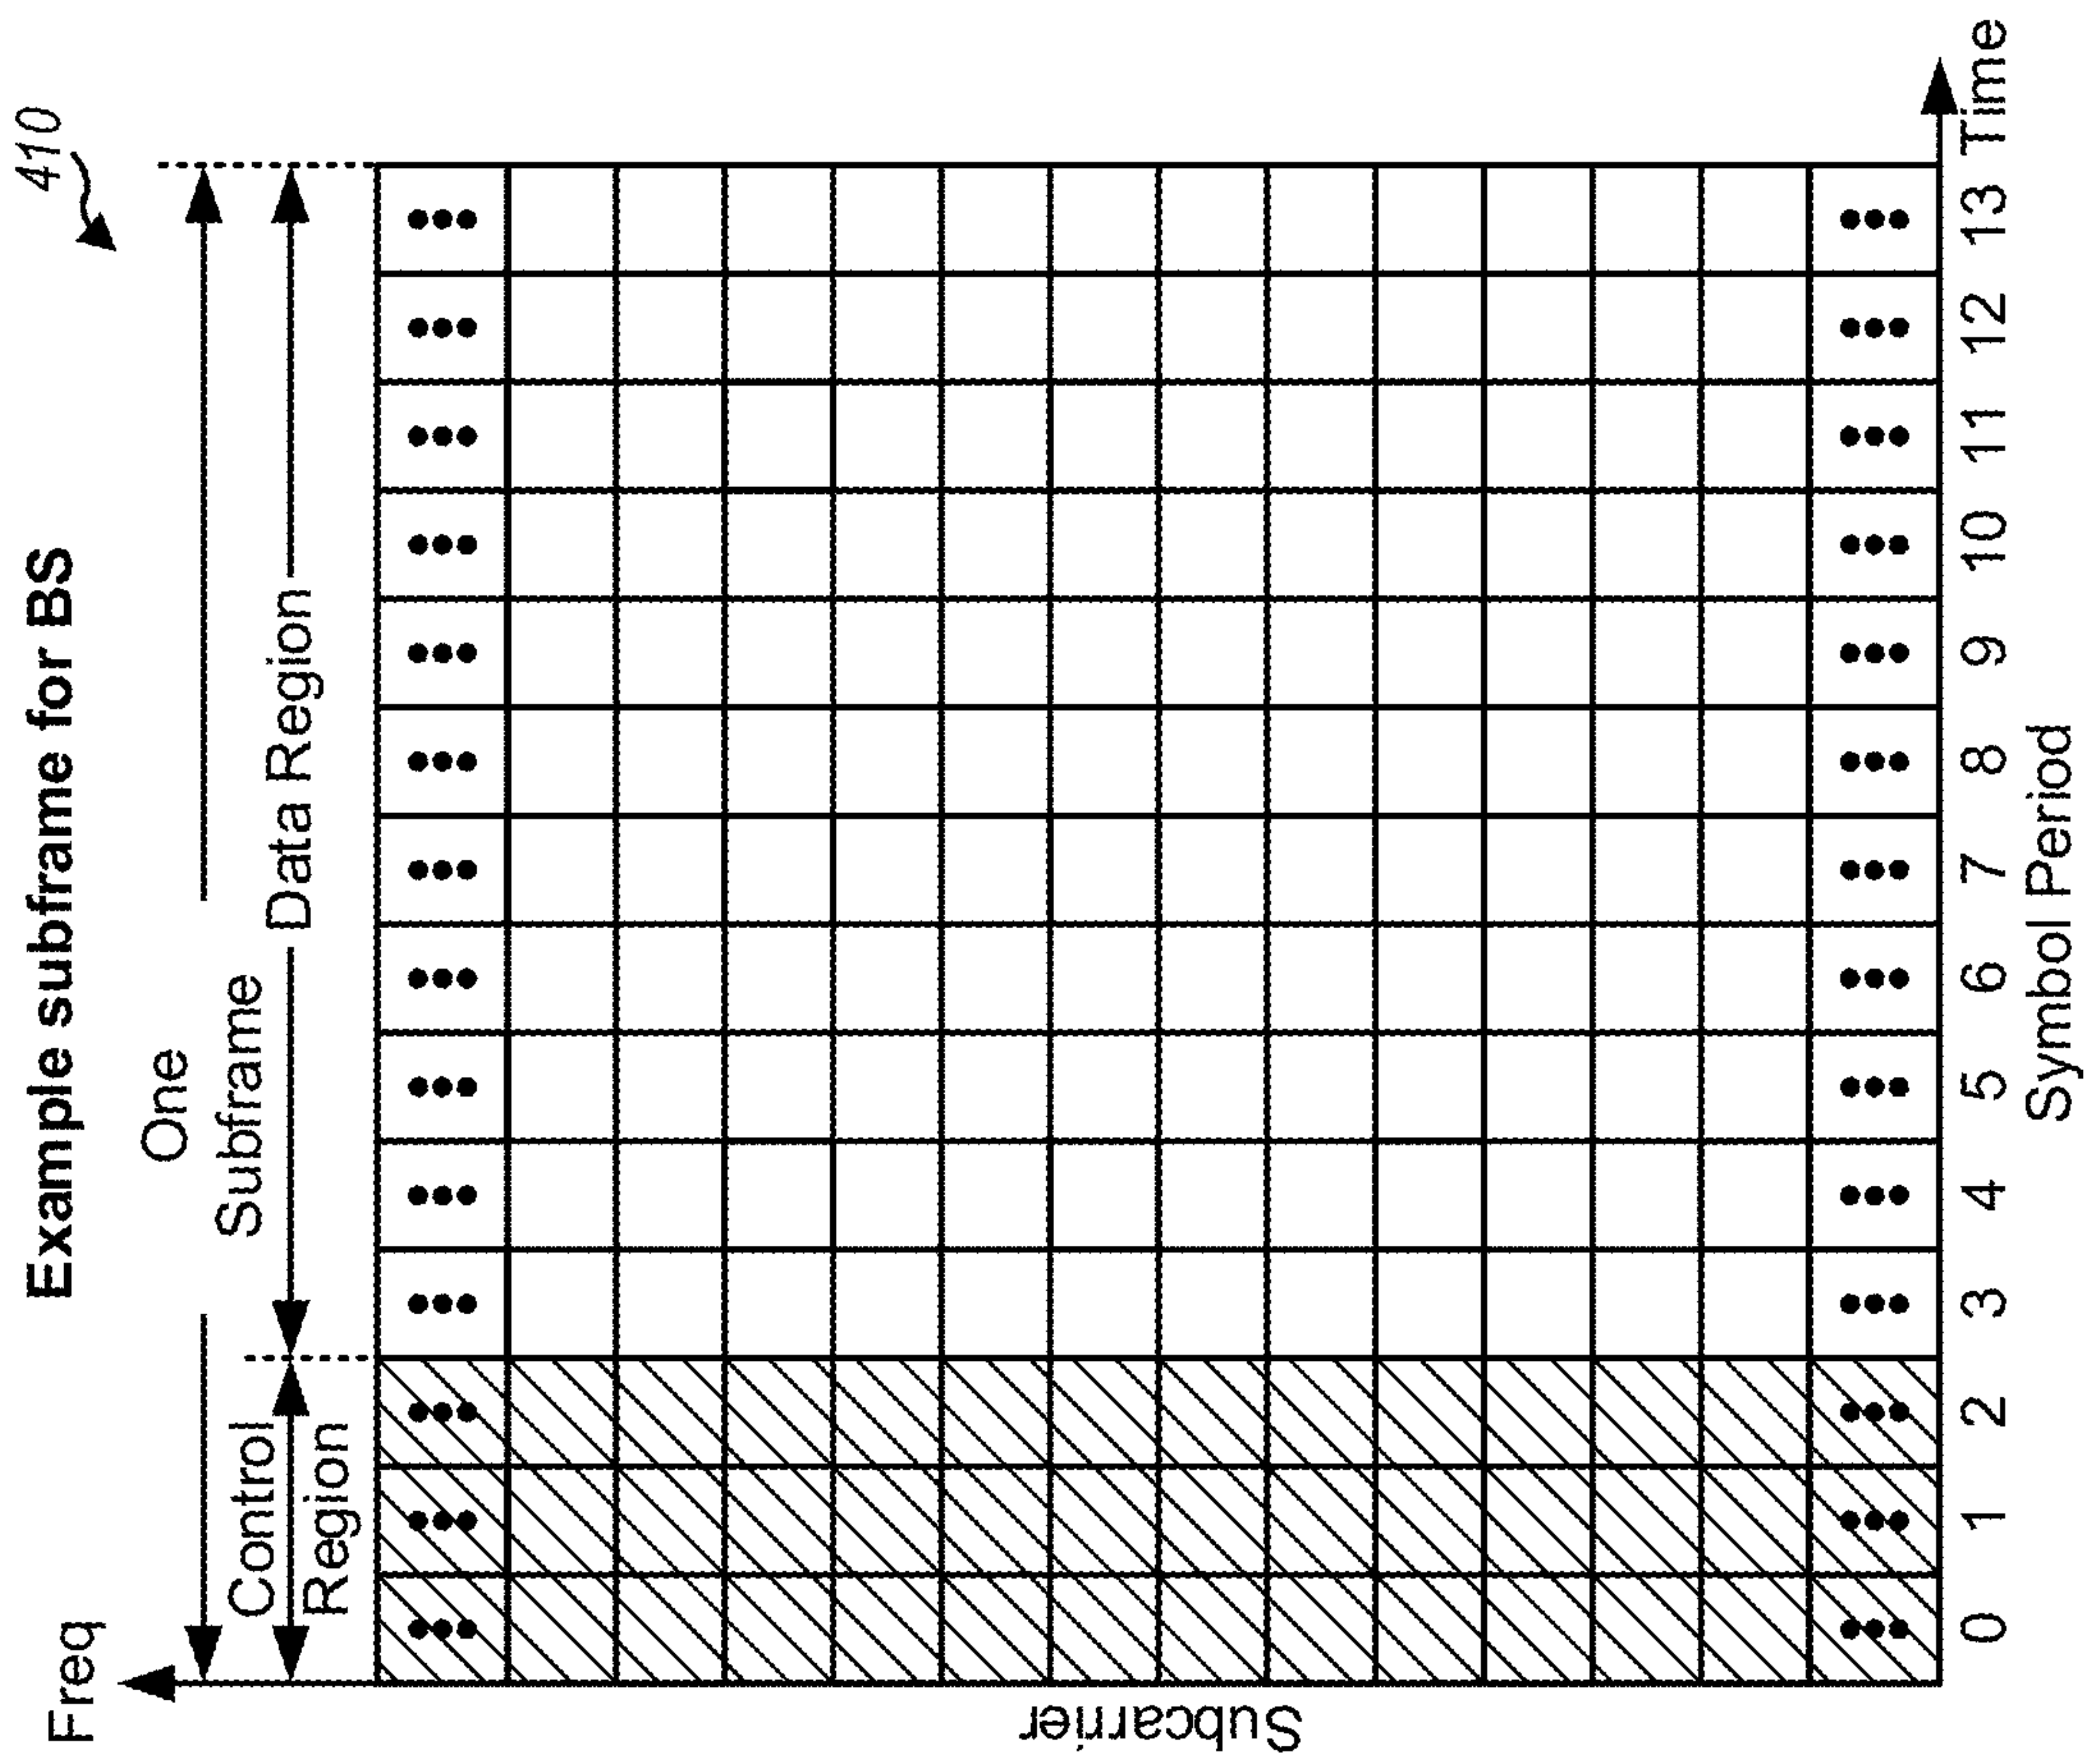 Example subframe for BS
410
Freq
One
Subframe
Control
Region
Data Region
•••	•••	•••	•••	•••	•••	•••	•••	•••	•••	•••	•••	•••	•••
Subcarrier
•••	•••	•••	•••	•••	•••	•••	•••	•••	•••	•••	•••	•••	•••
0 1 2 3 4 5 6 7 8 9 10 11 12 13 Time
Symbol Period